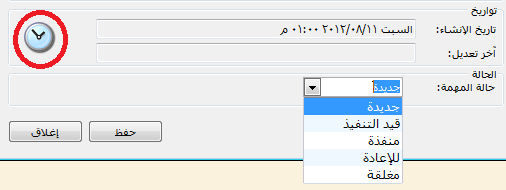 تواريخ
تاريخ الإنشاء: السبت ٢٠١٢/٠٨/١١ ٠١:٠٠ م
آخر تعديل:
الحالة
حالة المهمة: جديدة
جديدة
قيد التنفيذ
منفذة
للإعادة
مغلقة
حفظ
إغلاق